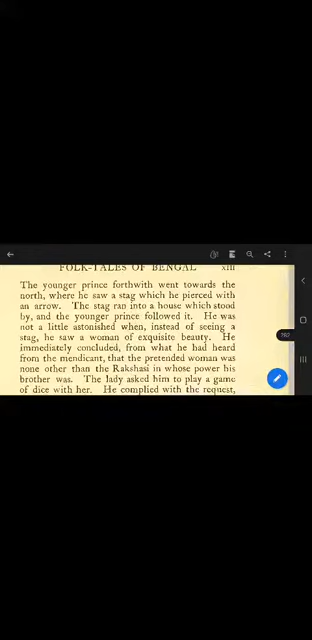 FOLK-TALES OF BENGAL XIII
The younger prince forthwith went towards the
north, where he saw a stag which he pierced with
an arrow. The stag ran into a house which stood
by, and the younger prince followed it. He was
not a little astonished when, instead of seeing a
stag, he saw a woman of exquisite beauty. He
immediately concluded, from what he had heard
from the mendicant, that the pretended woman was
none other than the Rakshasi in whose power his
brother was. The lady asked him to play a game
of dice with her. He complied with the request,